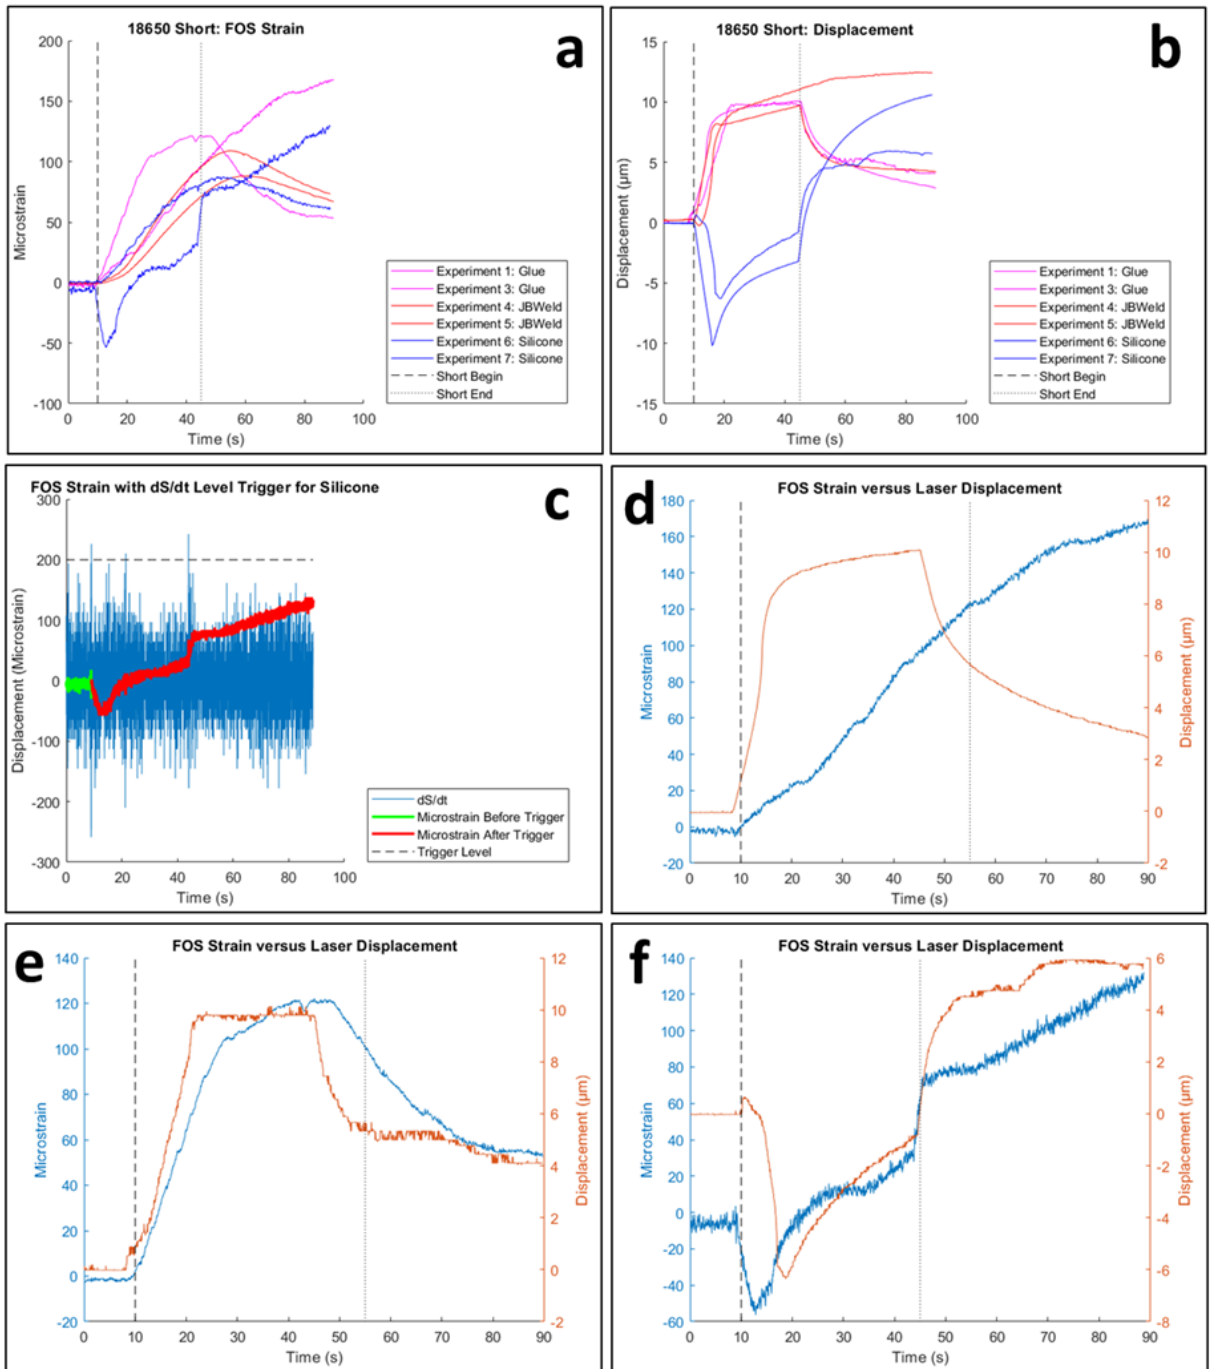 18650 Short: FOS Strain
a
200
150
100
50
0
-50
-100
Microstrain
0 20 40 60 80 100
Time (s)
Experiment 1: Glue
Experiment 3: Glue
Experiment 4: JBWeld
Experiment 5: JBWeld
Experiment 6: Silicone
Experiment 7: Silicone
Short Begin
Short End
18650 Short: Displacement
b
15
10
5
0
-5
-10
-15
Displacement (µm)
0 20 40 60 80 100
Time (s)
Experiment 1: Glue
Experiment 3: Glue
Experiment 4: JBWeld
Experiment 5: JBWeld
Experiment 6: Silicone
Experiment 7: Silicone
Short Begin
Short End
FOS Strain with dS/dt Level Trigger for Silicone
c
300
200
100
0
-100
-200
-300
Displacement (Microstrain)
0 20 40 60 80 100
Time (s)
dS/dt
Microstrain Before Trigger
Microstrain After Trigger
Trigger Level
d
FOS Strain versus Laser Displacement
180
160
140
120
100
80
60
40
20
0
-20
Microstrain
12
10
8
6
4
2
0
-2
Displacement (µm)
0 10 20 30 40 50 60 70 80 90
Time (s)
e
FOS Strain versus Laser Displacement
140
120
100
80
60
40
20
0
-20
Microstrain
12
10
8
6
4
2
0
-2
Displacement (µm)
0 10 20 30 40 50 60 70 80 90
Time (s)
f
FOS Strain versus Laser Displacement
140
120
100
80
60
40
20
0
-20
-40
-60
Microstrain
6
4
2
0
-2
-4
-6
-8
Displacement (µm)
0 10 20 30 40 50 60 70 80 90
Time (s)